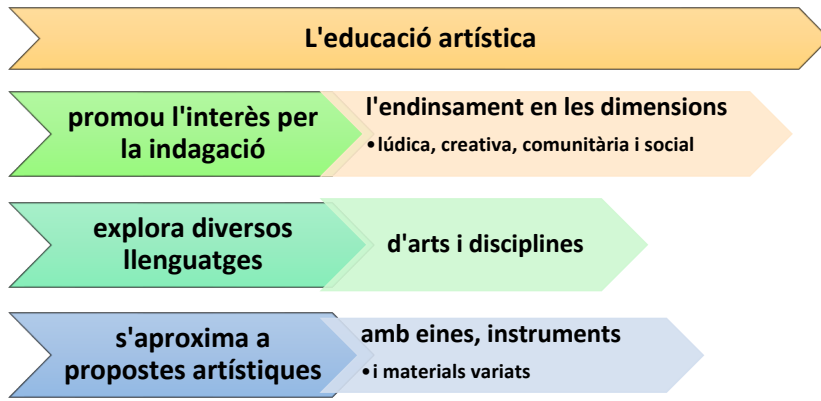 L'educació artística
promou l'interès per
la indagació
l'endinsament en les dimensions
•lúdica, creativa, comunitària i social
explora diversos
llenguatges
d'arts i disciplines
s'aproxima a
propostes artístiques
amb eines, instruments
•i materials variats